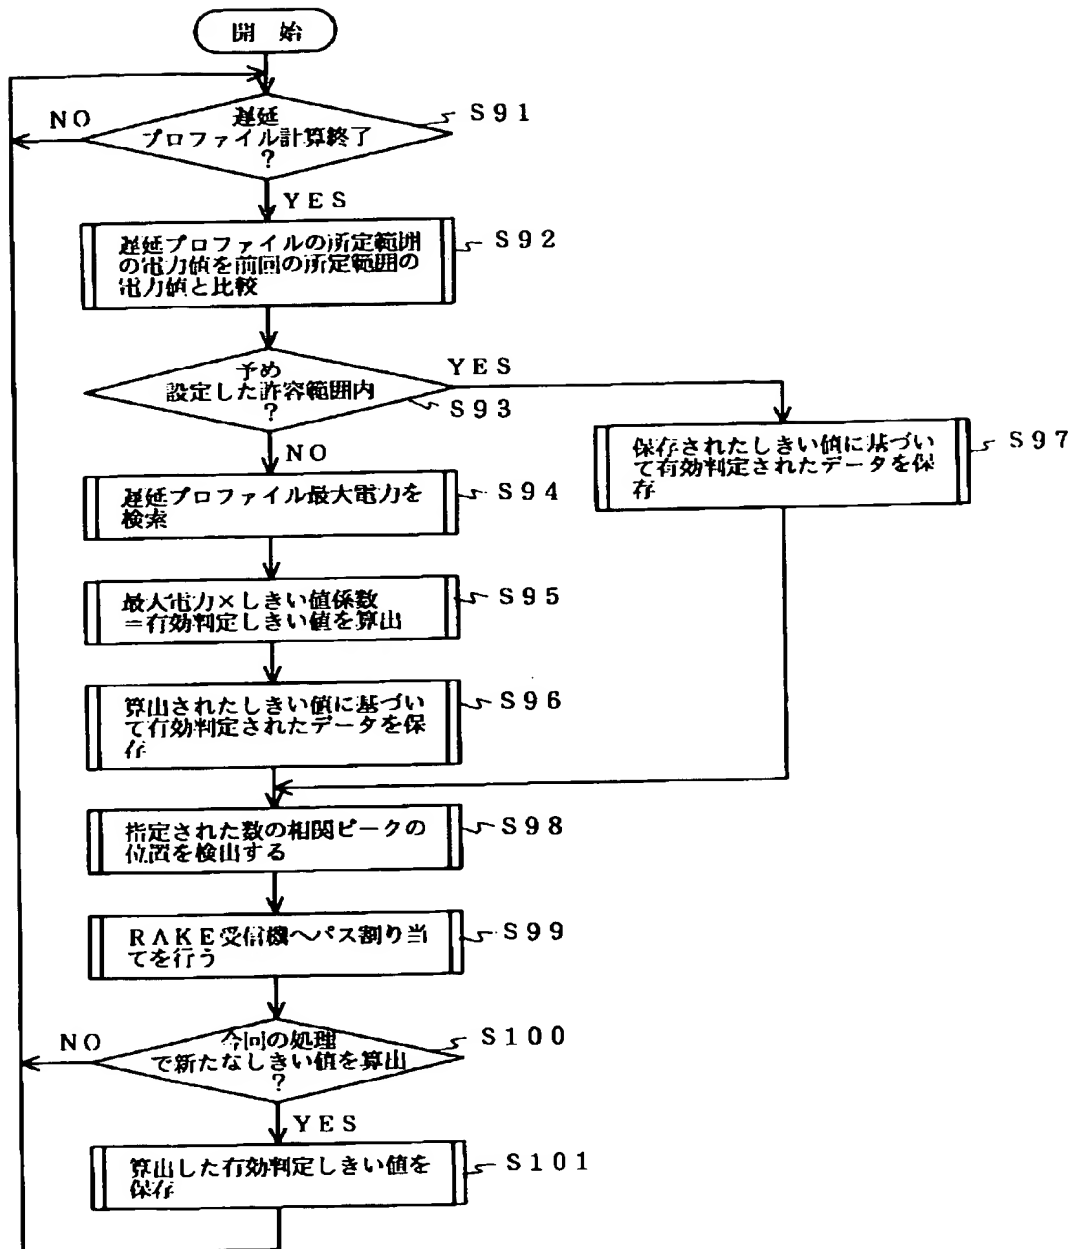 開 始
遅延
プロファイル計算終了
?
NO
S91
YES
遅延プロファイルの所定範囲
の電力値を前回の所定範囲の
電力値と比較
S92
予め
設定した許容範囲内
?
YES
S93
NO
保存されたしきい値に基づい
て有効判定されたデータを保
存
S97
遅延プロファイル最大電力を
検索
S94
最大電力×しきい値係数
=有効判定しきい値を算出
S95
算出されたしきい値に基づい
て有効判定されたデータを保
存
S96
指定された数の相関ピークの
位置を検出する
S98
RAKE受信機へパス割り当
てを行う
S99
今回の処理
で新たなしきい値を算出
?
NO
S100
YES
算出した有効判定しきい値を
保存
S101